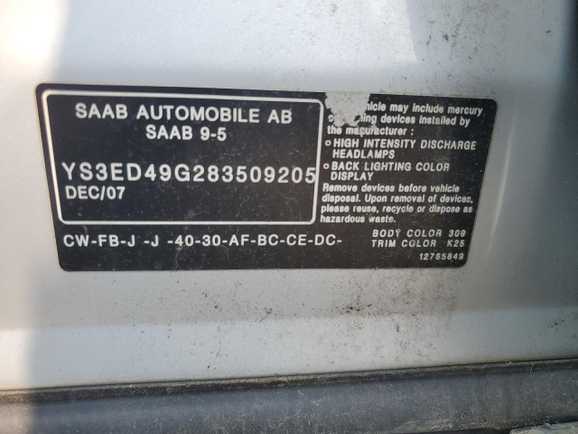 SAAB AUTOMOBILE AB
SAAB 9-5
YS3ED49G283509205
DEC/07
CW-FB-J -J -40-30-AF-BC-CE-DC-
hicle may include mercury
devices installed by
the manufacturer :
HIGH INTENSITY DISCHARGE
HEADLAMPS
BACK LIGHTING COLOR
DISPLAY
Remove devices before vehicle
disposal. Upon removal of devices,
please reuse, recycle or dispose as
hazardous waste.
BODY COLOR 309
TRIM COLOR K25
12765849